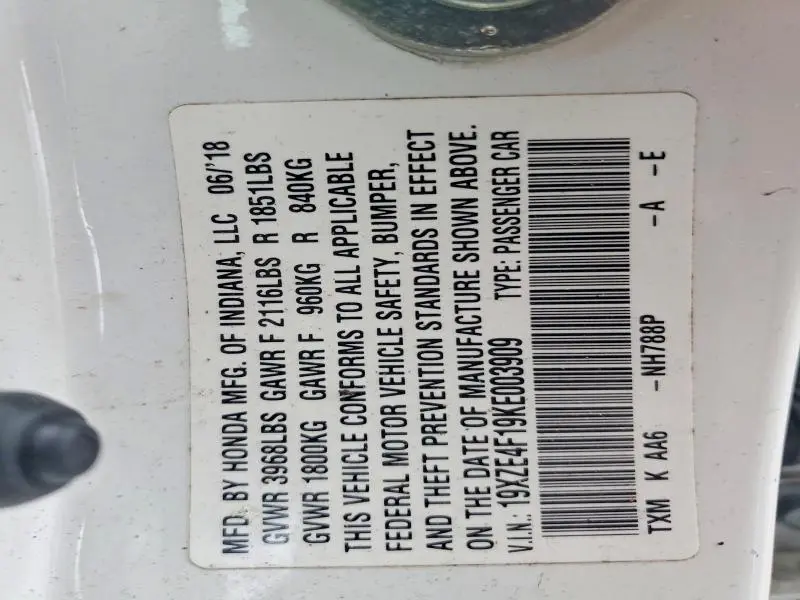 MFD. BY HONDA MFG. OF INDIANA, LLC 06/'18
GVWR 3968LBS GAWR F 2116LBS R 1851LBS
GVWR 1800KG GAWR F 960KG R 840KG
THIS VEHICLE CONFORMS TO ALL APPLICABLE
FEDERAL MOTOR VEHICLE SAFETY, BUMPER,
AND THEFT PREVENTION STANDARDS IN EFFECT
ON THE DATE OF MANUFACTURE SHOWN ABOVE.
V.I.N.: 19XZE4F19KE003909 TYPE: PASSENGER CAR
TXM K AA6 -NH788P -A -E